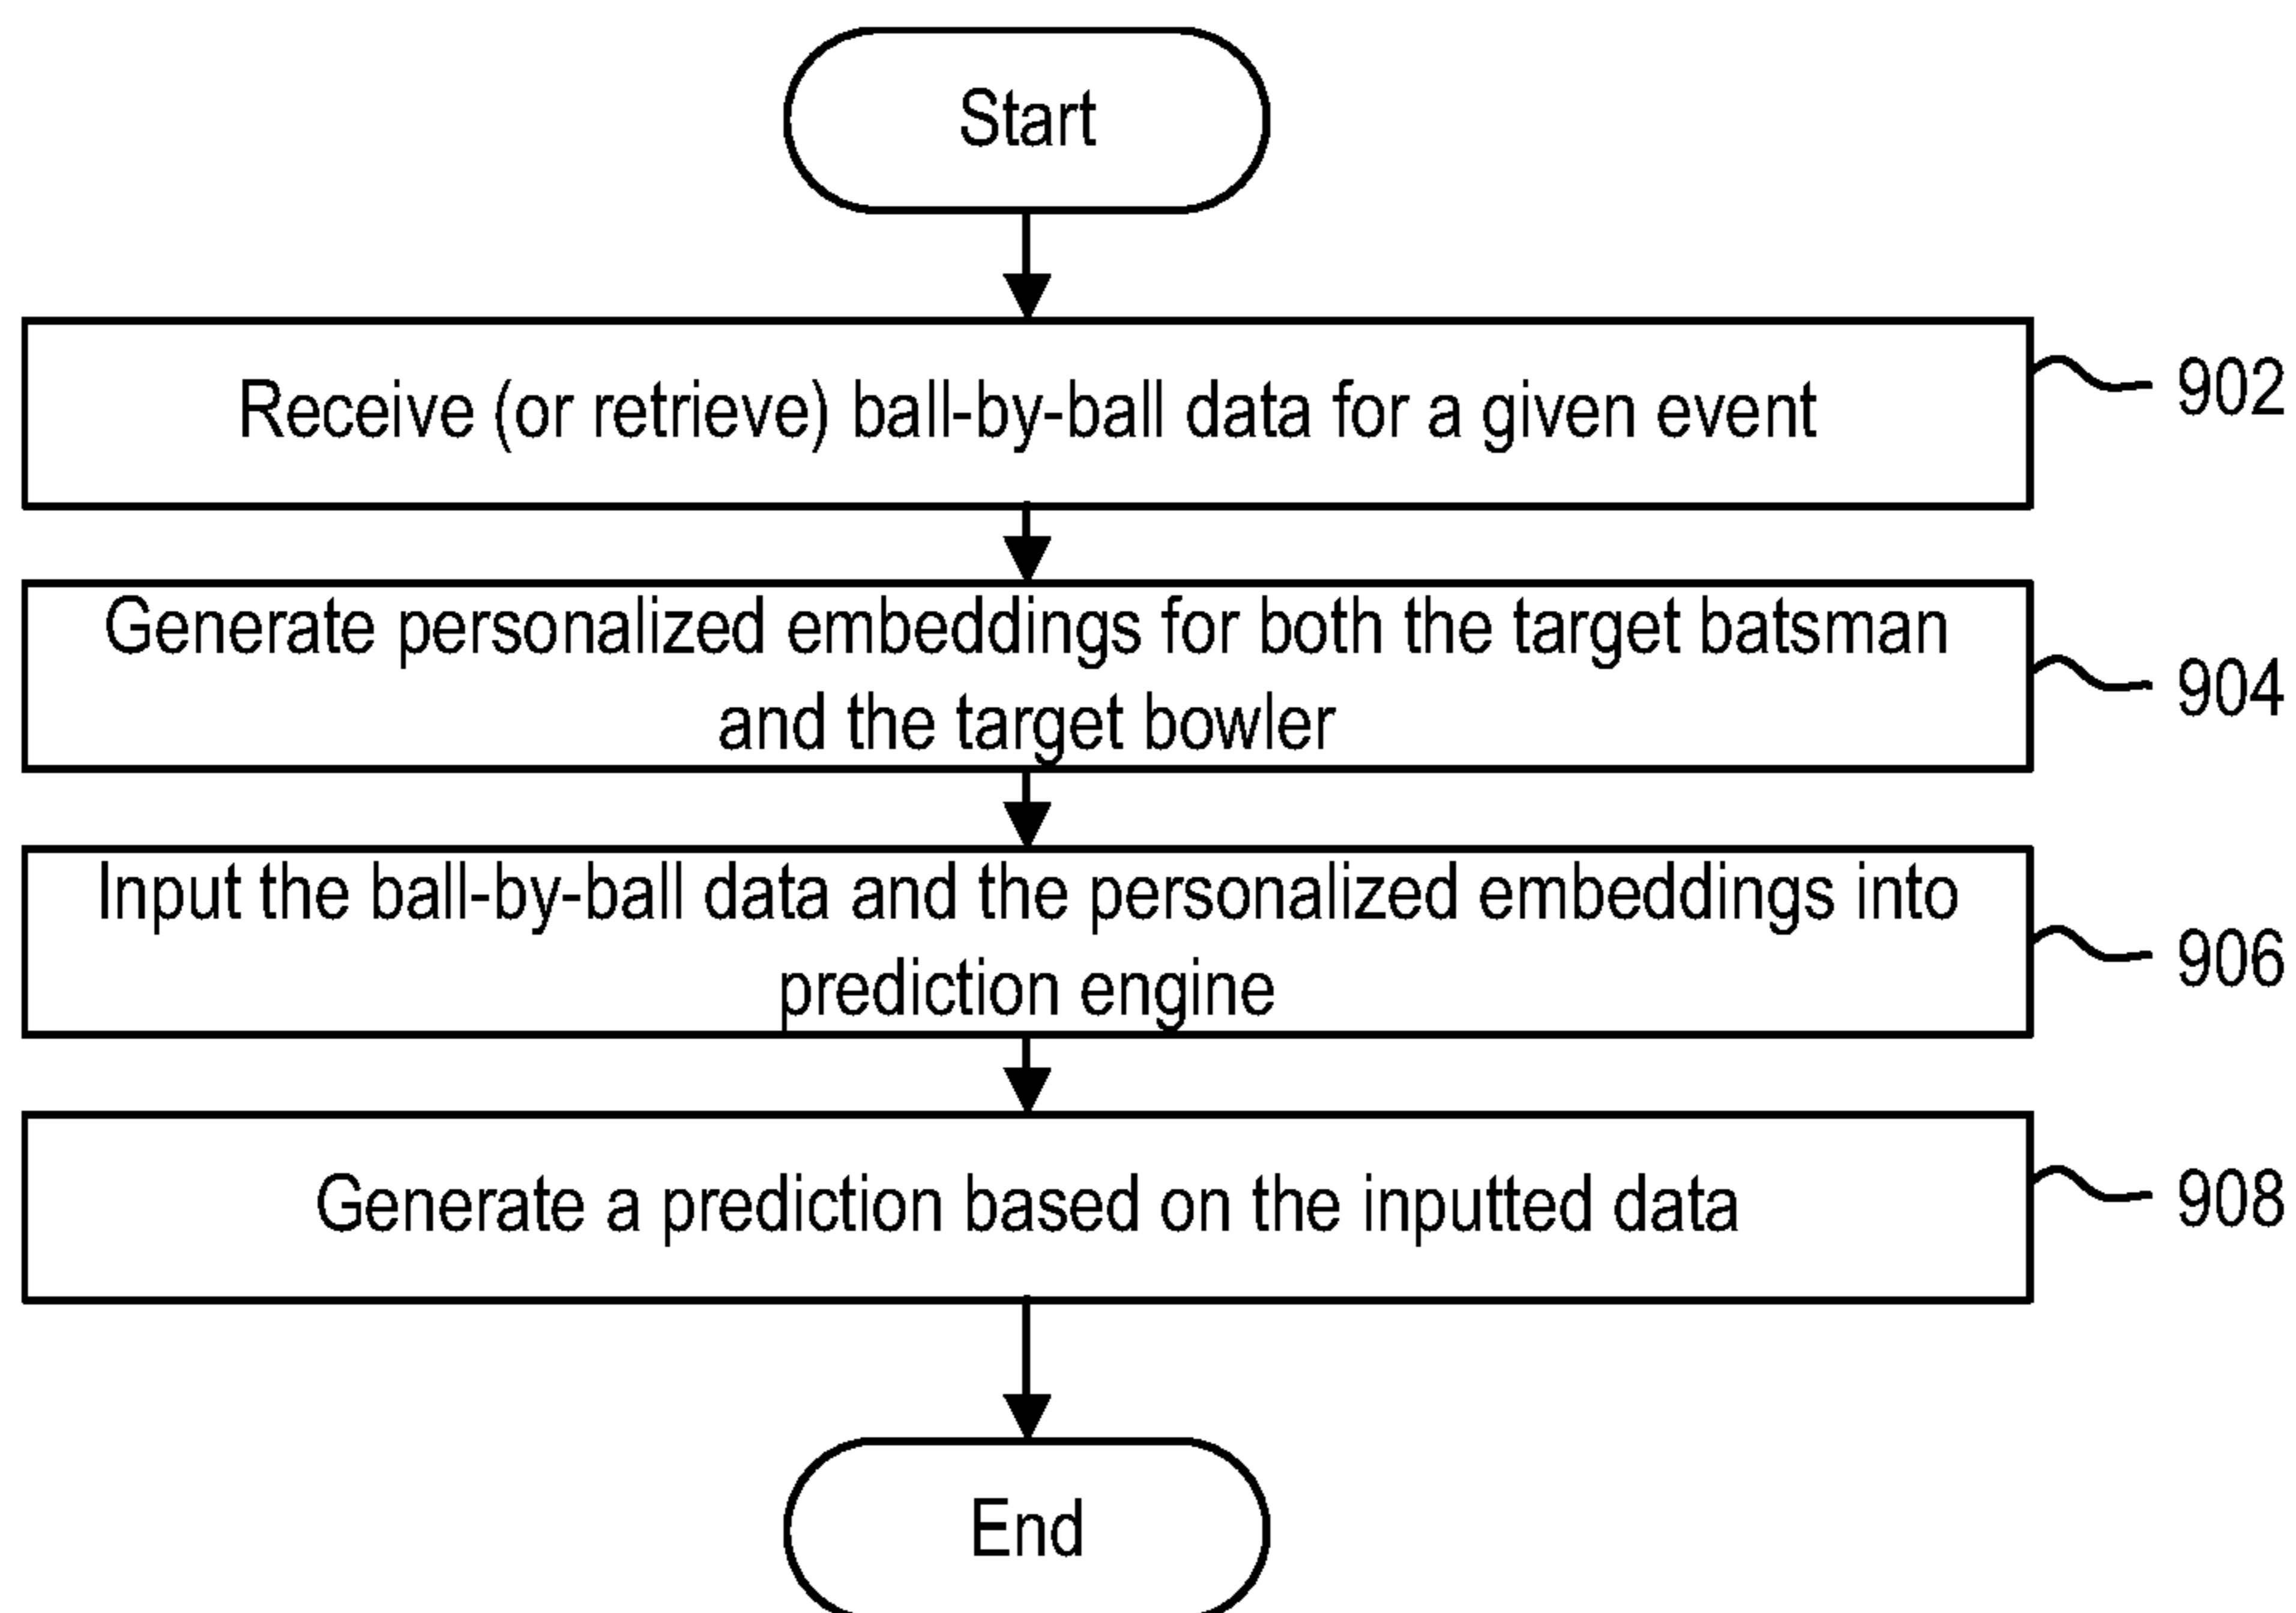 Start
Receive (or retrieve) ball-by-ball data for a given event
902
Generate personalized embeddings for both the target batsman
and the target bowler
904
Input the ball-by-ball data and the personalized embeddings into
prediction engine
906
Generate a prediction based on the inputted data
908
End